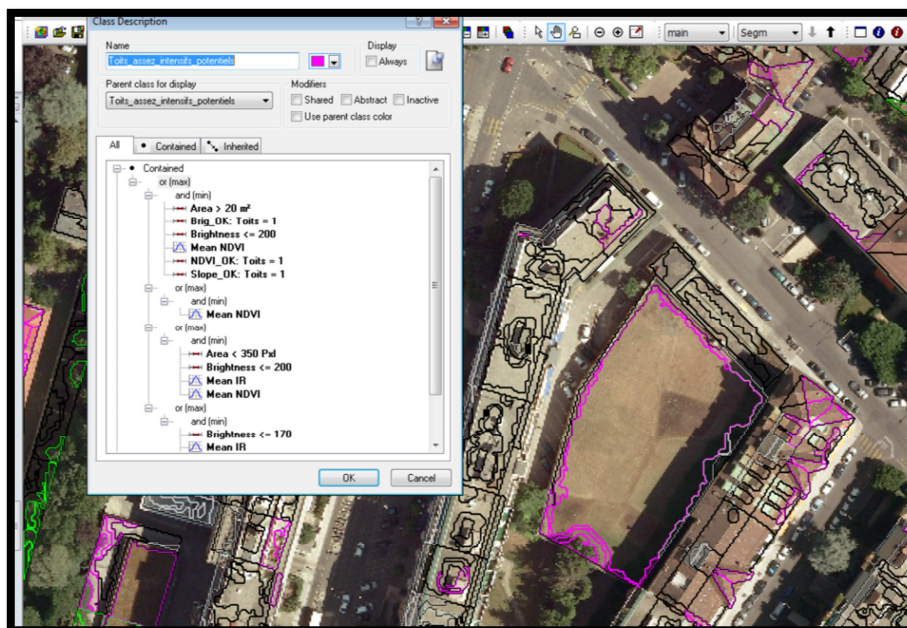 Class Description
main
Segm
Name
Toits_assez_intensifs_potentiels
Display
Always
Parent class for display
Toits_assez_intensifs_potentiels
Modifiers
Shared
Abstract
Inactive
Use parent class color
All
Contained
Inherited
Contained
or (max)
and (min)
Area > 20 m²
Brig_OK: Toits = 1
Brightness <= 200
Mean NDVI
NDVI_OK: Toits = 1
Slope_OK: Toits = 1
or (max)
and (min)
Mean NDVI
or (max)
and (min)
Area < 350 Pxl
Brightness <= 200
Mean IR
Mean NDVI
or (max)
and (min)
Brightness <= 170
Mean IR
OK
Cancel